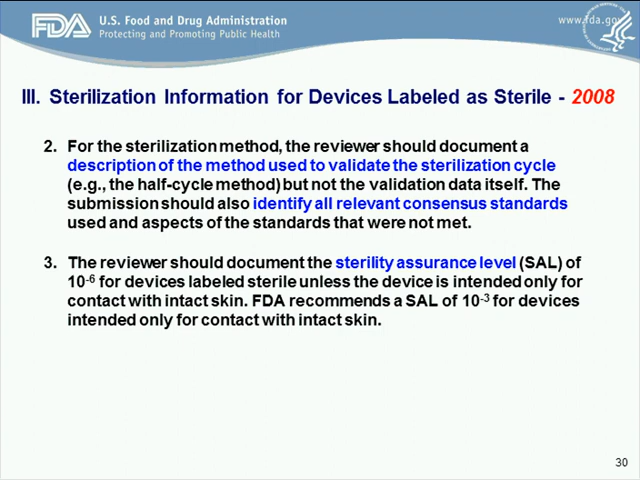 FDA U.S. Food and Drug Administration www.fda.gov
Protecting and Promoting Public Health
III. Sterilization Information for Devices Labeled as Sterile - 2008
2. For the sterilization method, the reviewer should document a
description of the method used to validate the sterilization cycle
(e.g., the half-cycle method) but not the validation data itself. The
submission should also identify all relevant consensus standards
used and aspects of the standards that were not met.
3. The reviewer should document the sterility assurance level (SAL) of
10⁻⁶ for devices labeled sterile unless the device is intended only for
contact with intact skin. FDA recommends a SAL of 10⁻³ for devices
intended only for contact with intact skin.
30